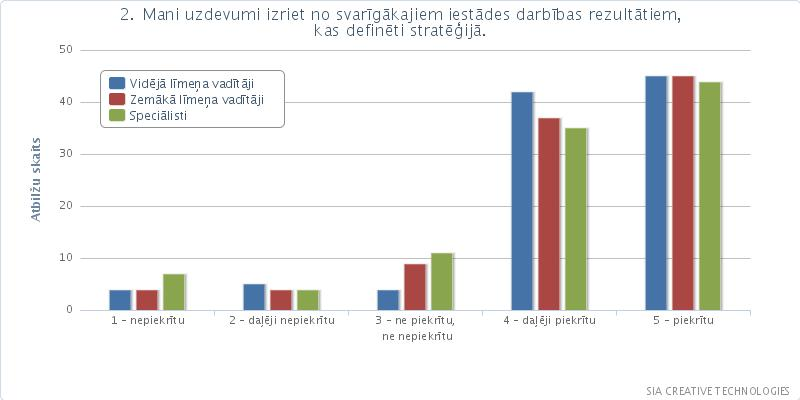 2. Mani uzdevumi izriet no svarīgākajiem iestādes darbības rezultātiem,
kas definēti stratēģijā.
50
Vidējā līmeņa vadītāji
Zemākā līmeņa vadītāji
Speciālisti
40
30
20
10
0
Atbilžu skaits
1 - nepiekrītu
2 - daļēji nepiekrītu
3 - ne piekrītu,
ne nepiekrītu
4 - daļēji piekrītu
5 - piekrītu
SIA CREATIVE TECHNOLOGIES